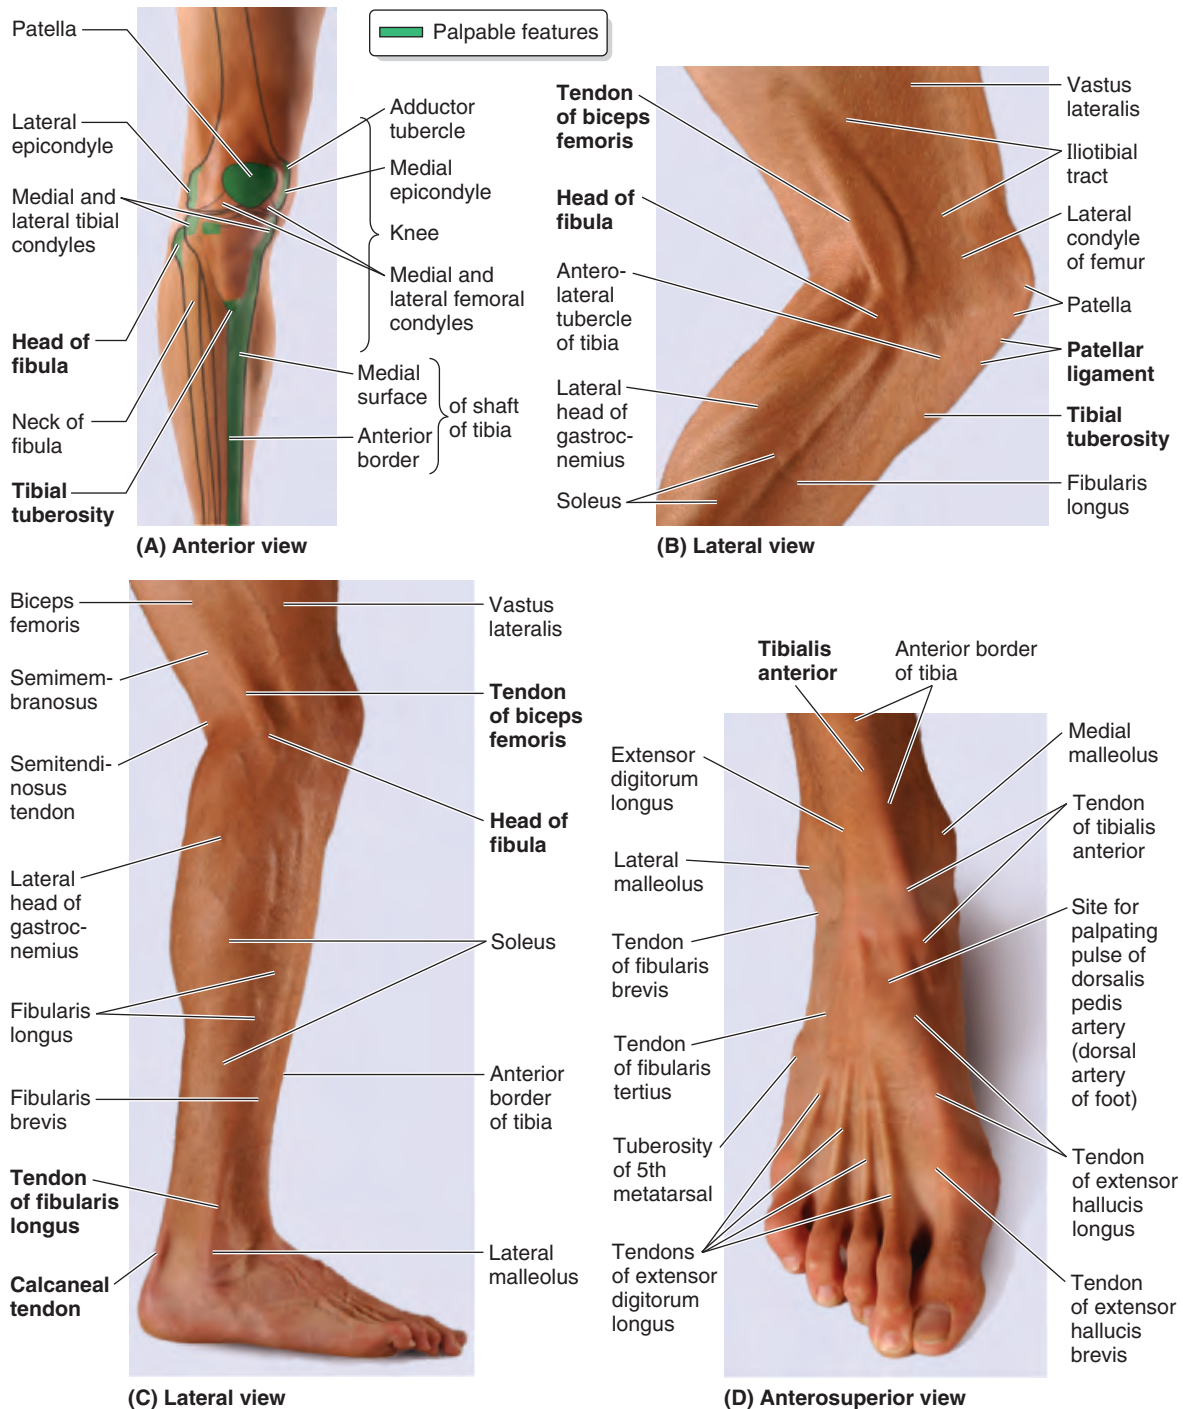 Patella
Palpable features
Lateral
epicondyle
Medial and
lateral tibial
condyles
Head of
fibula
Neck of
fibula
Tibial
tuberosity
Adductor
tubercle
Medial
epicondyle
Knee
Medial and
lateral femoral
condyles
Medial
surface
Anterior
border
of shaft
of tibia
(A) Anterior view
Tendon
of biceps
femoris
Head of
fibula
Antero-
lateral
tubercle
of tibia
Lateral
head of
gastroc-
nemius
Soleus
Vastus
lateralis
Iliotibial
tract
Lateral
condyle
of femur
Patella
Patellar
ligament
Tibial
tuberosity
Fibularis
longus
(B) Lateral view
Biceps
femoris
Semimem-
branosus
Semitendi-
nosus
tendon
Lateral
head of
gastroc-
nemius
Fibularis
longus
Fibularis
brevis
Tendon
of fibularis
longus
Calcaneal
tendon
Vastus
lateralis
Tendon
of biceps
femoris
Head of
fibula
Soleus
Anterior
border
of tibia
Lateral
malleolus
(C) Lateral view
Tibialis
anterior
Anterior border
of tibia
Extensor
digitorum
longus
Lateral
malleolus
Tendon
of fibularis
brevis
Tendon
of fibularis
tertius
Tuberosity
of 5th
metatarsal
Tendons
of extensor
digitorum
longus
Medial
malleolus
Tendon
of tibialis
anterior
Site for
palpating
pulse of
dorsalis
pedis
artery
(dorsal
artery
of foot)
Tendon
of extensor
hallucis
longus
Tendon
of extensor
hallucis
brevis
(D) Anterosuperior view